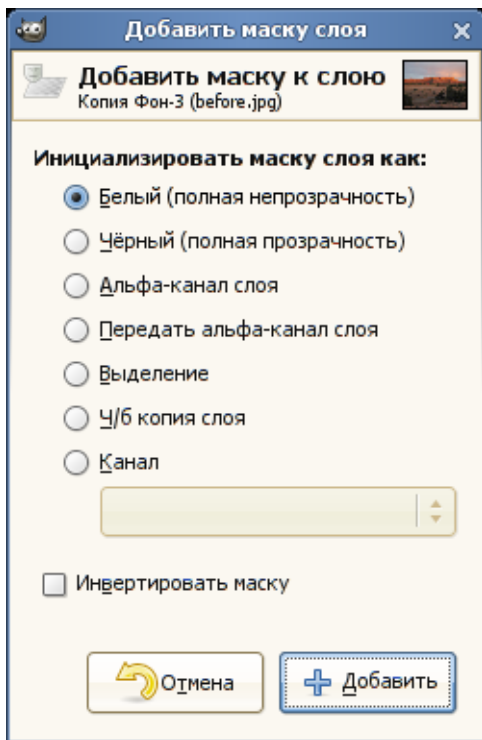 Добавить маску слоя
Добавить маску к слою
Копия Фон-3 (before.jpg)
Инициализировать маску слоя как:
Белый (полная непрозрачность)
Чёрный (полная прозрачность)
Альфа-канал слоя
Передать альфа-канал слоя
Выделение
Ч/б копия слоя
Канал
Инвертировать маску
Отмена
Добавить